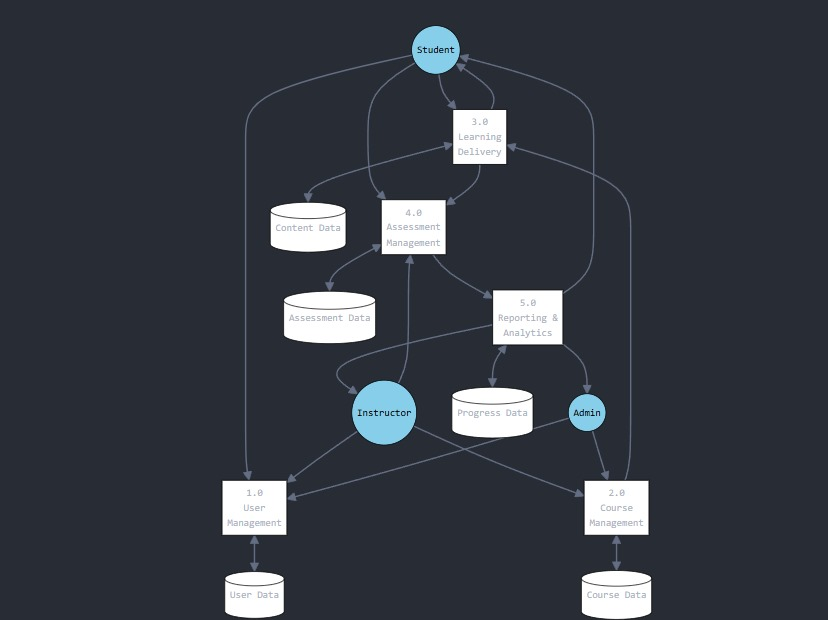 Student
3.0
Learning
Delivery
4.0
Assessment
Management
Content Data
5.0
Reporting &
Analytics
Assessment Data
Instructor
Progress Data
Admin
1.0
User
Management
2.0
Course
Management
User Data
Course Data